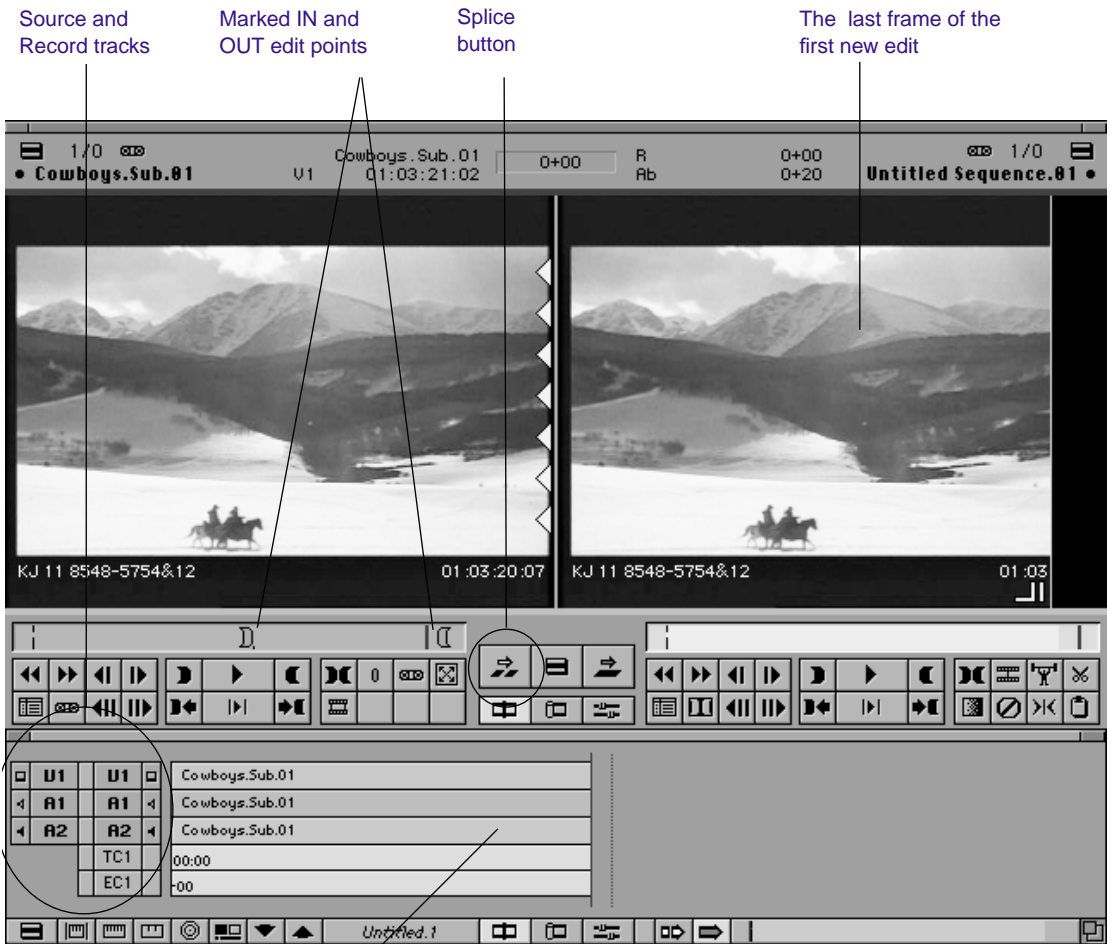 Source and
Record tracks
Marked IN and
OUT edit points
Splice
button
The last frame of the
first new edit
1/0
Cowboys.Sub.01
0+00
R
0+00
1/0
• Cowboys.Sub.01
V1
01:03:21:02
Ab
0+20
Untitled Sequence.01 •
KJ 11 8548-5754&12
01:03:20:07
KJ 11 8548-5754&12
01:03
0
V1 V1 Cowboys.Sub.01
A1 A1 Cowboys.Sub.01
A2 A2 Cowboys.Sub.01
TC1 00:00
EC1 -00
Untitled.1